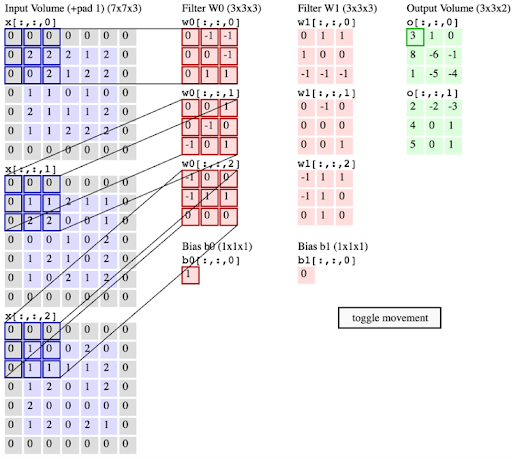 Input Volume (+pad 1) (7x7x3)
x[:,:,0]
0 0 0 0 0 0 0
0 2 2 2 1 2 0
0 0 2 1 2 2 0
0 1 1 0 1 0 0
0 2 1 1 1 2 0
0 1 1 2 2 2 0
0 0 0 0 0 0 0
x[:,:,1]
0 0 0 0 0 0 0
0 1 1 2 1 1 0
0 2 2 0 0 1 0
0 0 0 1 0 2 0
0 1 2 1 0 2 0
0 1 0 2 1 2 0
0 0 0 0 0 0 0
x[:,:,2]
0 0 0 0 0 0 0
0 1 0 0 2 0 0
0 1 1 1 1 2 0
0 1 2 0 1 2 0
0 2 0 0 0 0 0
0 1 2 0 2 1 0
0 0 0 0 0 0 0
Filter W0 (3x3x3)
w0[:,:,0]
0 -1 -1
0 0 -1
0 1 1
w0[:,:,1]
0 0 1
0 -1 0
-1 0 1
w0[:,:,2]
-1 0 0
-1 1 1
0 0 0
Bias b0 (1x1x1)
b0[:,:,0]
1
Filter W1 (3x3x3)
w1[:,:,0]
0 1 1
1 0 0
-1 -1 -1
w1[:,:,1]
0 -1 0
0 0 0
0 0 1
w1[:,:,2]
-1 1 1
-1 1 0
0 1 0
Bias b1 (1x1x1)
b1[:,:,0]
0
Output Volume (3x3x2)
o[:,:,0]
3 1 0
8 -6 -1
1 -5 -4
o[:,:,1]
2 -2 -3
4 0 1
5 0 1
toggle movement